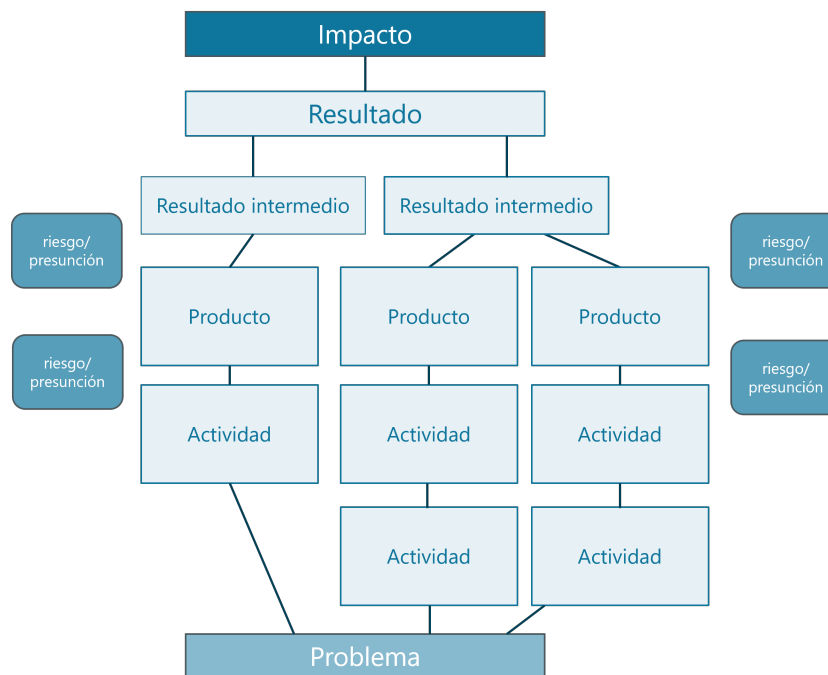 Impacto
Resultado
Resultado intermedio
Resultado intermedio
riesgo/
presunción
riesgo/
presunción
Producto
Producto
Producto
riesgo/
presunción
riesgo/
presunción
Actividad
Actividad
Actividad
Actividad
Actividad
Problema